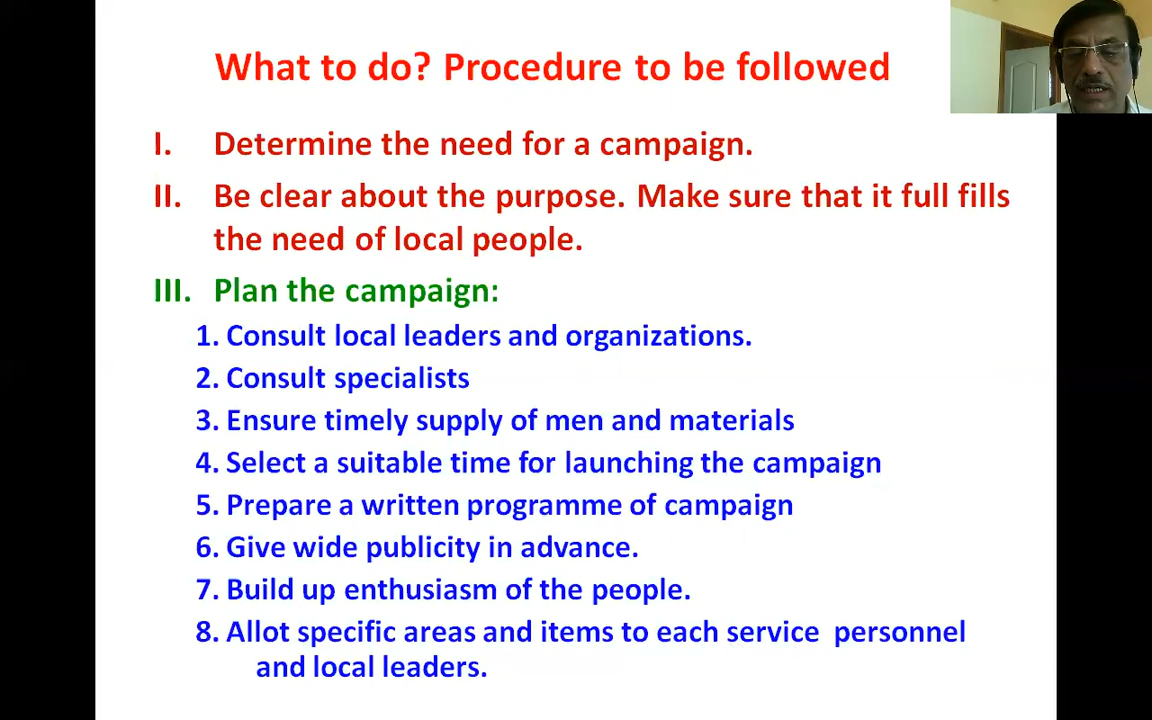 What to do? Procedure to be followed
I. Determine the need for a campaign.
II. Be clear about the purpose. Make sure that it full fills
the need of local people.
III. Plan the campaign:
1. Consult local leaders and organizations.
2. Consult specialists
3. Ensure timely supply of men and materials
4. Select a suitable time for launching the campaign
5. Prepare a written programme of campaign
6. Give wide publicity in advance.
7. Build up enthusiasm of the people.
8. Allot specific areas and items to each service personnel
and local leaders.